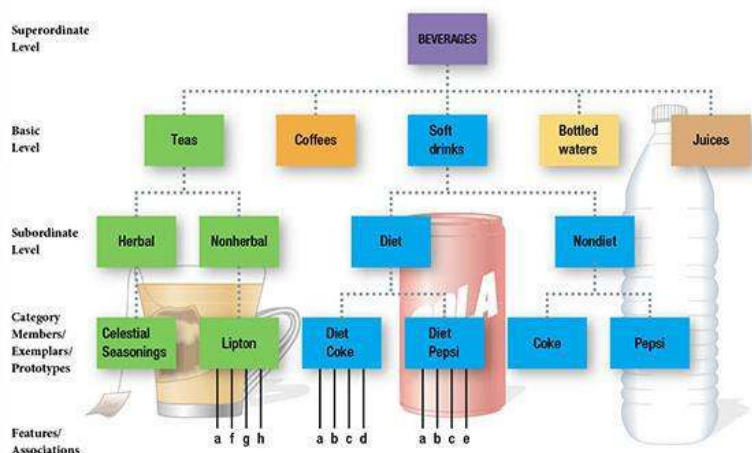 Superordinate
Level
BEVERAGES
Basic
Level
Teas
Coffees
Soft
drinks
Bottled
waters
Juices
Subordinate
Level
Herbal
Nonherbal
Diet
Nondiet
Category
Members/
Exemplars/
Prototypes
Celestial
Seasonings
Lipton
Diet
Coke
Diet
Pepsi
Coke
Pepsi
Features/
Associations
a f g h
a b c d
a b c e